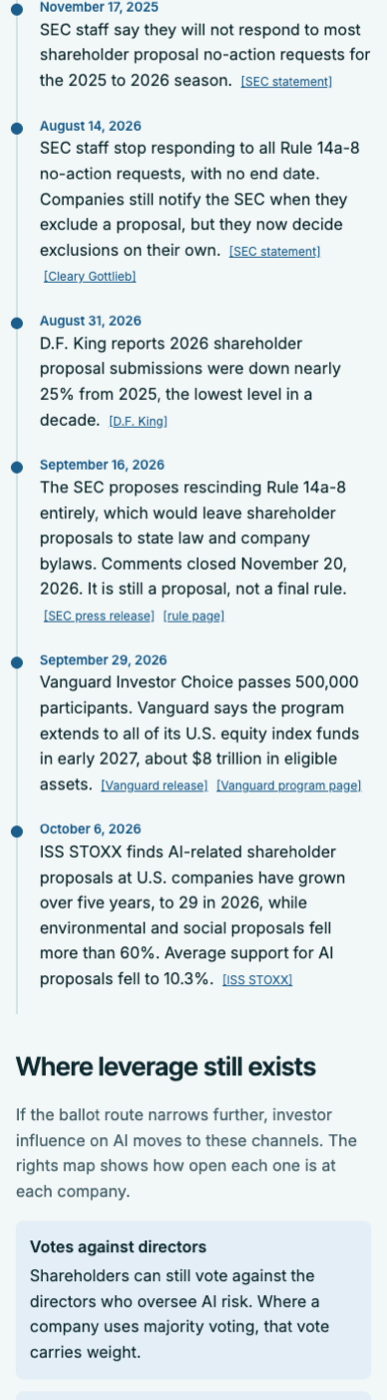 November 17, 2025
SEC staff say they will not respond to most
shareholder proposal no-action requests for
the 2025 to 2026 season. [SEC statement]
August 14, 2026
SEC staff stop responding to all Rule 14a-8
no-action requests, with no end date.
Companies still notify the SEC when they
exclude a proposal, but they now decide
exclusions on their own. [SEC statement]
[Cleary Gottlieb]
August 31, 2026
D.F. King reports 2026 shareholder
proposal submissions were down nearly
25% from 2025, the lowest level in a
decade. [D.F. King]
September 16, 2026
The SEC proposes rescinding Rule 14a-8
entirely, which would leave shareholder
proposals to state law and company
bylaws. Comments closed November 20,
2026. It is still a proposal, not a final rule.
[SEC press release] [rule page]
September 29, 2026
Vanguard Investor Choice passes 500,000
participants. Vanguard says the program
extends to all of its U.S. equity index funds
in early 2027, about $8 trillion in eligible
assets. [Vanguard release] [Vanguard program page]
October 6, 2026
ISS STOXX finds AI-related shareholder
proposals at U.S. companies have grown
over five years, to 29 in 2026, while
environmental and social proposals fell
more than 60%. Average support for AI
proposals fell to 10.3%. [ISS STOXX]
Where leverage still exists
If the ballot route narrows further, investor
influence on AI moves to these channels. The
rights map shows how open each one is at
each company.
Votes against directors
Shareholders can still vote against the
directors who oversee AI risk. Where a
company uses majority voting, that vote
carries weight.